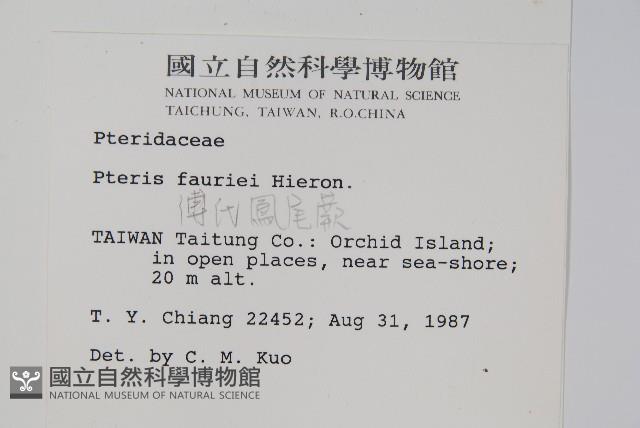 國立自然科學博物館
NATIONAL MUSEUM OF NATURAL SCIENCE
TAICHUNG, TAIWAN, R.O.CHINA
Pteridaceae
Pteris fauriei Hieron.
傅氏鳳尾蕨
TAIWAN Taitung Co.: Orchid Island;
in open places, near sea-shore;
20 m alt.
T. Y. Chiang 22452; Aug 31, 1987
Det. by C. M. Kuo
國立自然科學博物館
NATIONAL MUSEUM OF NATURAL SCIENCE